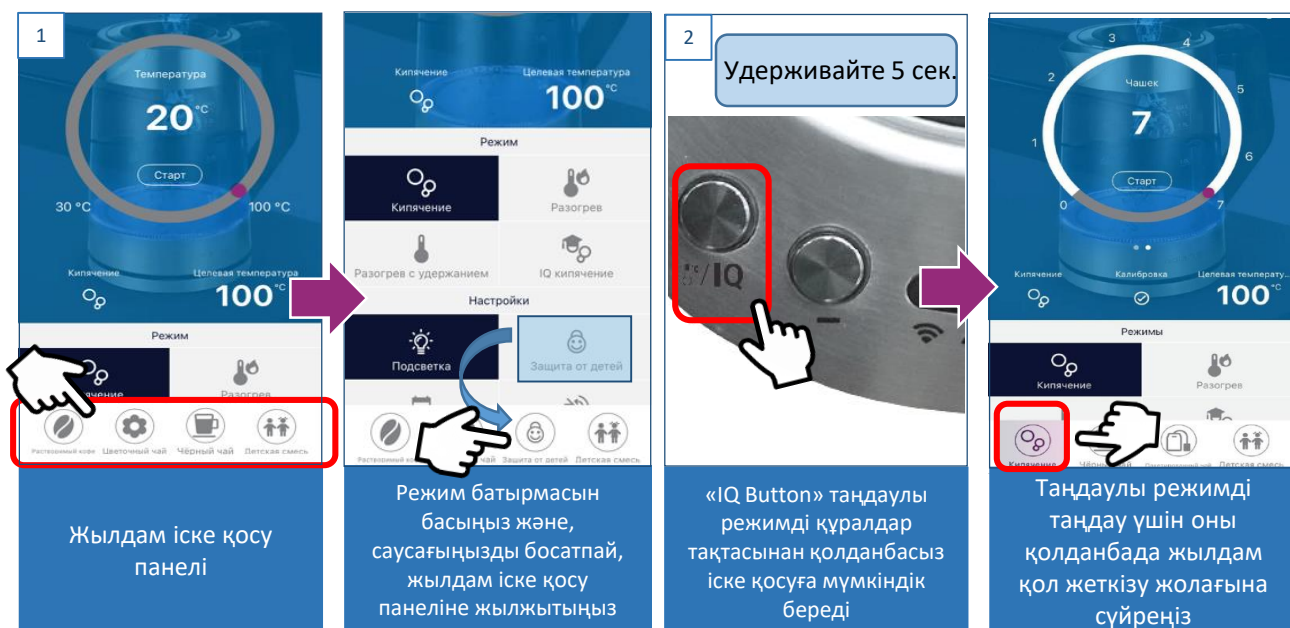 1
Температура
20 °C
Старт
30 °C
100 °C
Кипячение
Целевая температура
100 °C
Режим
Разогрев
Растворимый кофе
Цветочный чай
Чёрный чай
Детская смесь
Жылдам іске қосу
панелі
Кипячение
Целевая температура
100 °C
Режим
Кипячение
Разогрев
Разогрев с удержанием
IQ кипячение
Настройки
Подсветка
Защита от детей
чай
Защита от детей
Детская смесь
Режим батырмасын
басыңыз және,
саусағыңызды босатпай,
жылдам іске қосу
панеліне жылжытыңыз
2
Удерживайте 5 сек.
/IQ
–
«IQ Button» таңдаулы
режимді құралдар
тақтасынан қолданбасыз
іске қосуға мүмкіндік
береді
3
4
2
Чашек
5
7
1
6
Старт
0
7
Кипячение
Калибровка
Целевая температу...
100 °C
Режимы
Кипячение
Разогрев
Кипячение
Детская смесь
Таңдаулы режимді
таңдау үшін оны
қолданбада жылдам
қол жеткізу жолағына
сүйреңіз